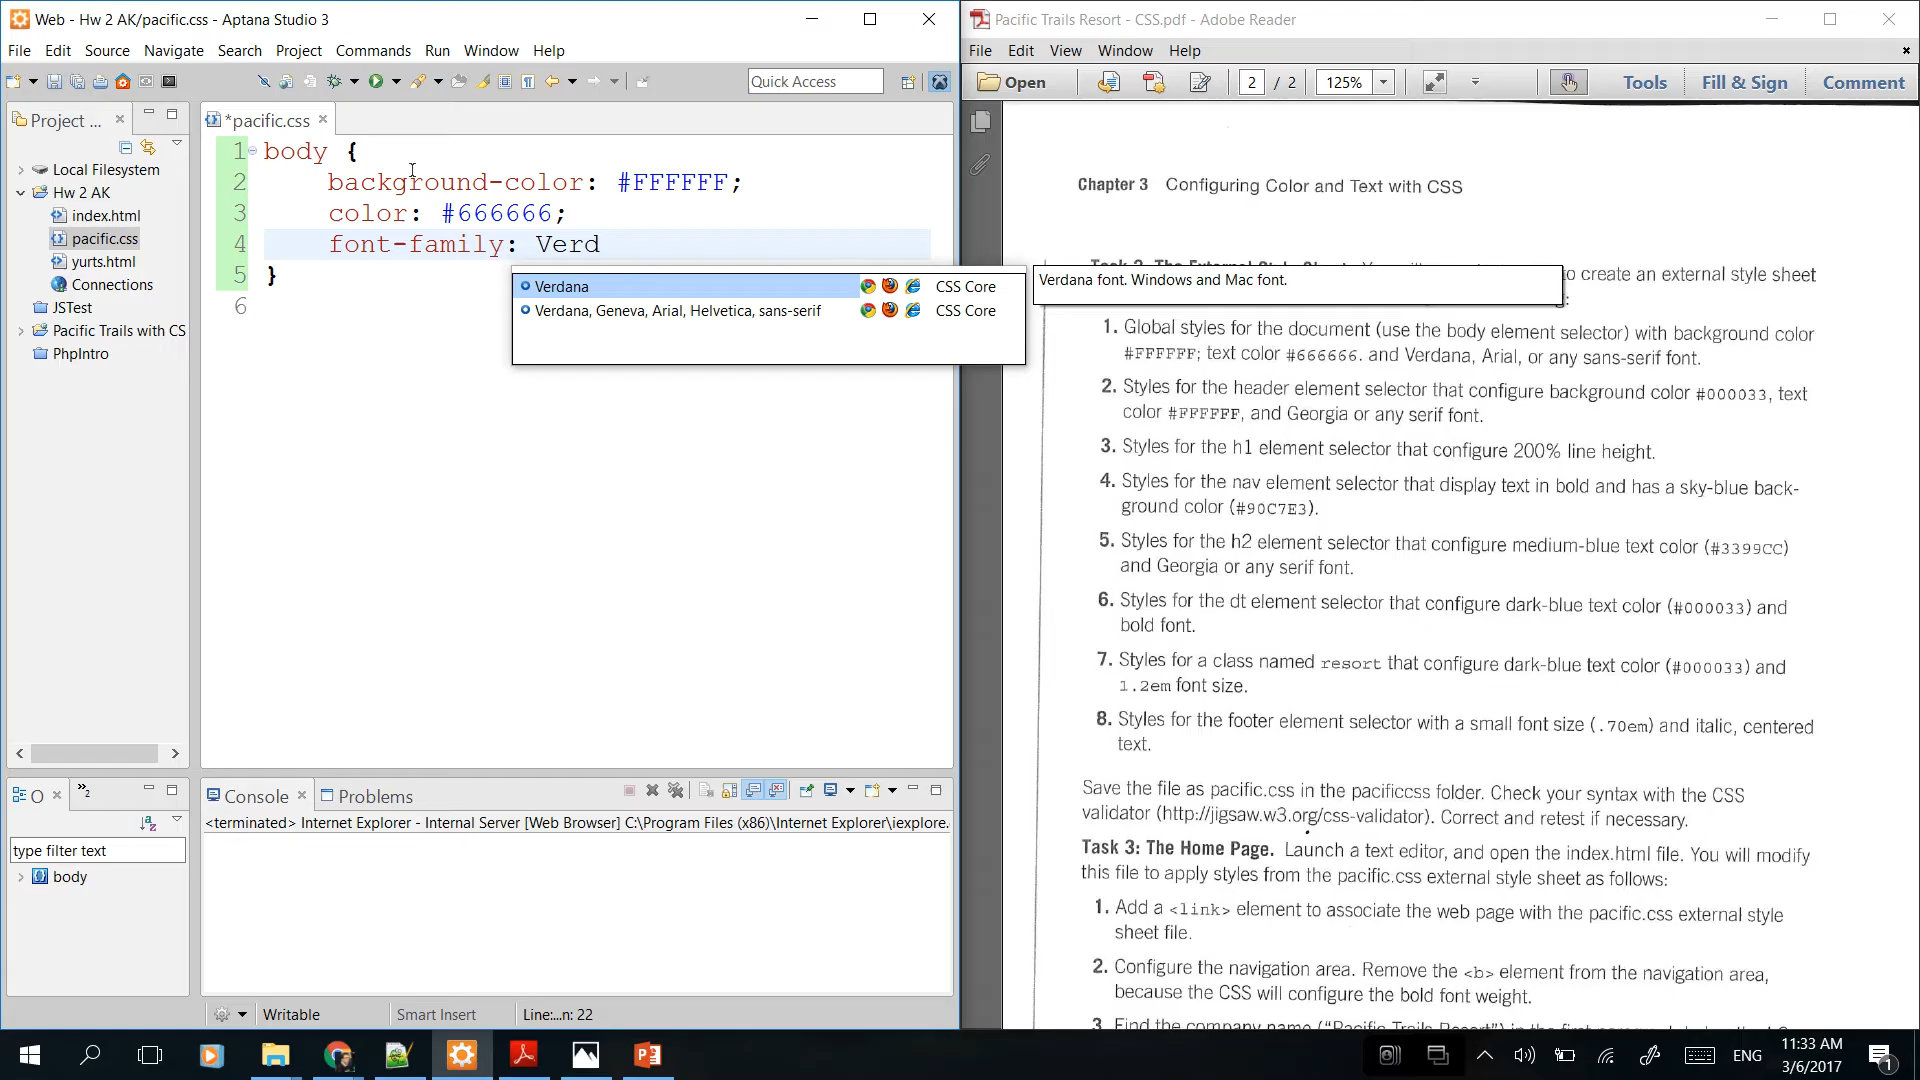 Web - Hw 2 AK/pacific.css - Aptana Studio 3
File Edit Source Navigate Search Project Commands Run Window Help
Quick Access
Project ...
Local Filesystem
Hw 2 AK
index.html
pacific.css
yurts.html
Connections
JSTest
Pacific Trails with CS
PhpIntro
*pacific.css
1 body {
2 background-color: #FFFFFF;
3 color: #666666;
4 font-family: Verd
5 }
6
Verdana CSS Core
Verdana, Geneva, Arial, Helvetica, sans-serif CSS Core
Verdana font. Windows and Mac font.
O
»2
type filter text
body
Console Problems
<terminated> Internet Explorer - Internal Server [Web Browser] C:\Program Files (x86)\Internet Explorer\iexplore.
Writable Smart Insert Line:...n: 22
Pacific Trails Resort - CSS.pdf - Adobe Reader
File Edit View Window Help
Open 2 / 2 125% Tools Fill & Sign Comment
Chapter 3 Configuring Color and Text with CSS
to create an external style sheet
1. Global styles for the document (use the body element selector) with background color
#FFFFFF; text color #666666. and Verdana, Arial, or any sans-serif font.
2. Styles for the header element selector that configure background color #000033, text
color #FFFFFF, and Georgia or any serif font.
3. Styles for the h1 element selector that configure 200% line height.
4. Styles for the nav element selector that display text in bold and has a sky-blue back-
ground color (#90C7E3).
5. Styles for the h2 element selector that configure medium-blue text color (#3399CC)
and Georgia or any serif font.
6. Styles for the dt element selector that configure dark-blue text color (#000033) and
bold font.
7. Styles for a class named resort that configure dark-blue text color (#000033) and
1.2em font size.
8. Styles for the footer element selector with a small font size (.70em) and italic, centered
text.
Save the file as pacific.css in the pacificcss folder. Check your syntax with the CSS
validator (http://jigsaw.w3.org/css-validator). Correct and retest if necessary.
Task 3: The Home Page. Launch a text editor, and open the index.html file. You will modify
this file to apply styles from the pacific.css external style sheet as follows:
1. Add a <link> element to associate the web page with the pacific.css external style
sheet file.
2. Configure the navigation area. Remove the <b> element from the navigation area,
because the CSS will configure the bold font weight.
3. Find the company name ("Pacific Trails Resort") in the first paragraph
ENG
11:33 AM
3/6/2017
1